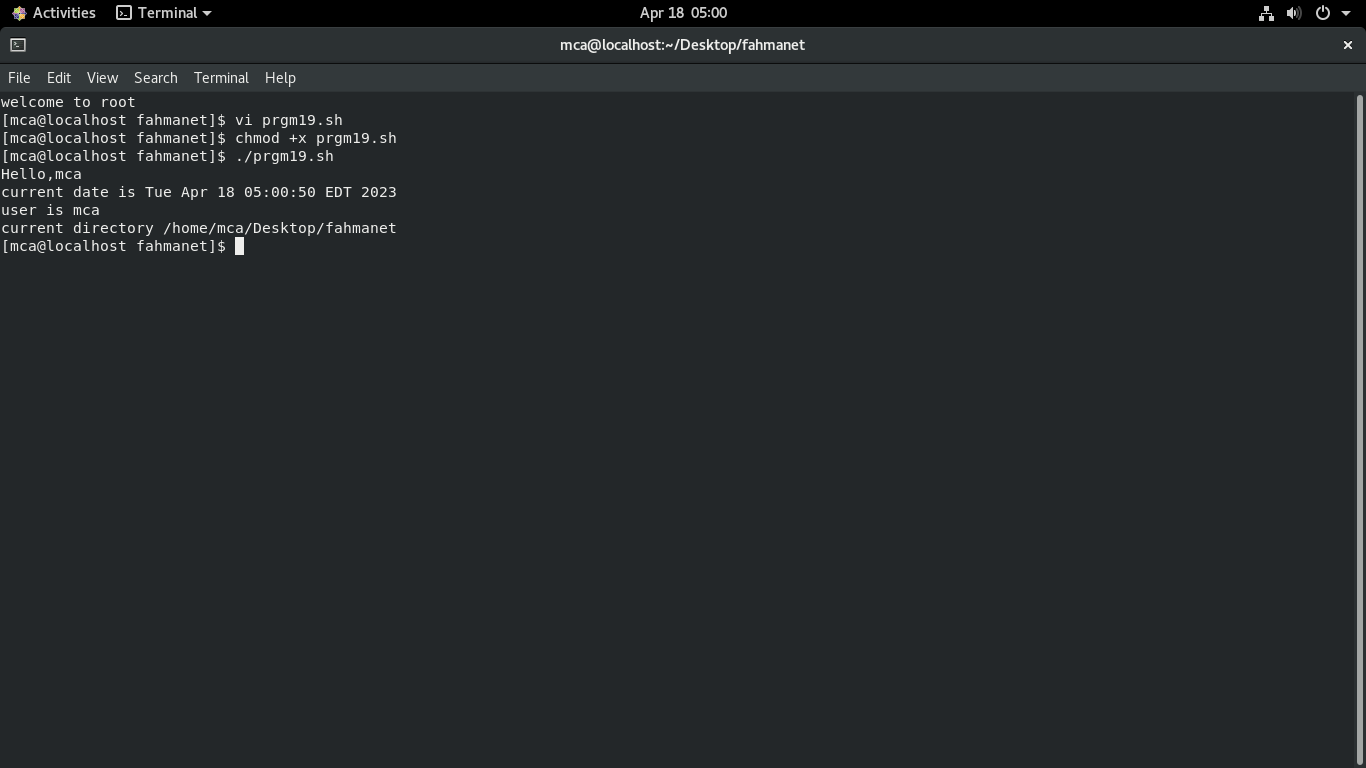 Activities Terminal Apr 18 05:00
mca@localhost:~/Desktop/fahmanet
File Edit View Search Terminal Help
welcome to root
[mca@localhost fahmanet]$ vi prgm19.sh
[mca@localhost fahmanet]$ chmod +x prgm19.sh
[mca@localhost fahmanet]$ ./prgm19.sh
Hello,mca
current date is Tue Apr 18 05:00:50 EDT 2023
user is mca
current directory /home/mca/Desktop/fahmanet
[mca@localhost fahmanet]$